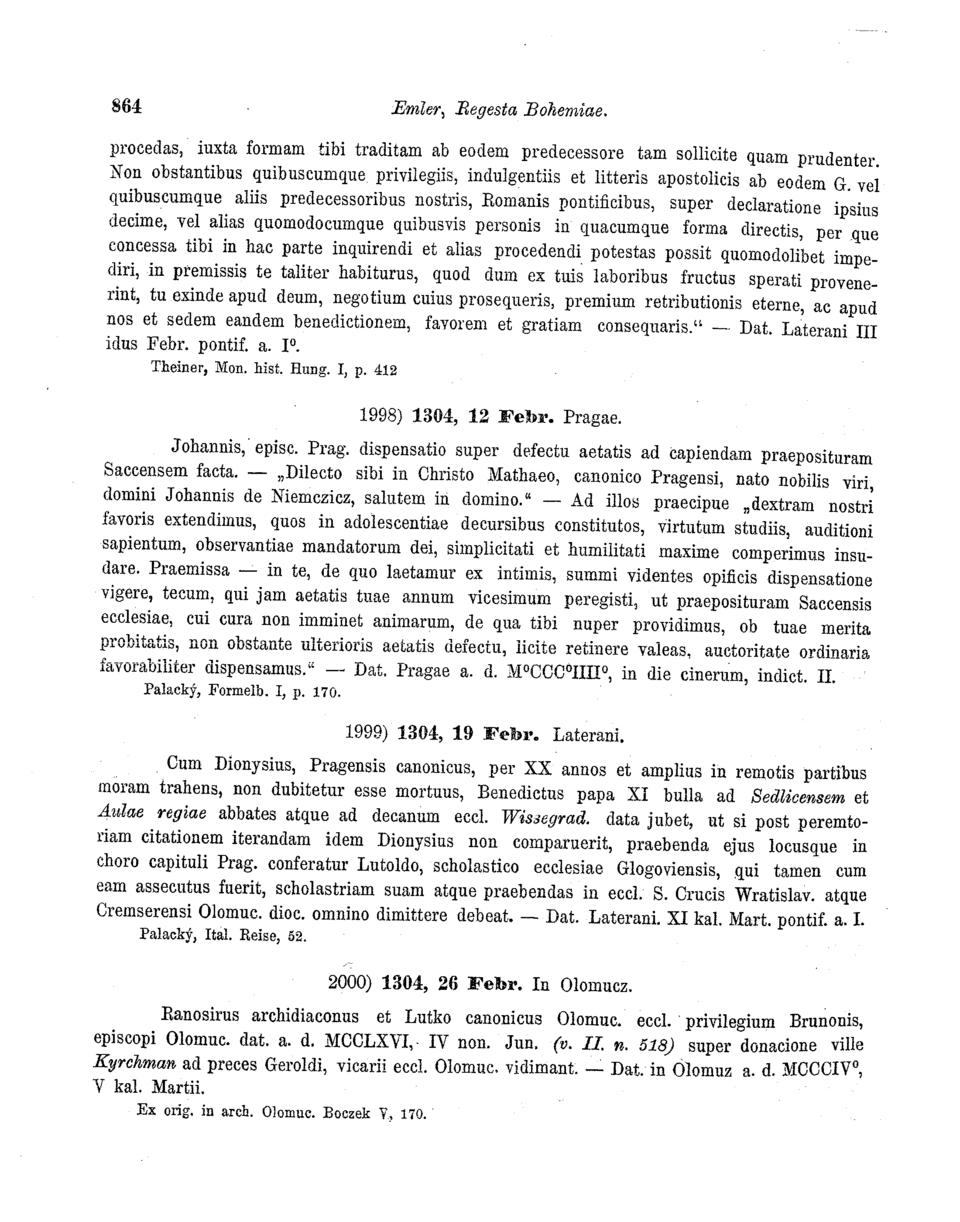 864
Emler, Regesta Bohemiae.
procedas, iuxta formam tibi traditam ab eodem predecessore tam sollicite quam prudenter.
Non obstantibus quibuscumque privilegiis, indulgentiis et litteris apostolicis ab eodem G. vel
quibuscumque aliis predecessoribus nostris, Romanis pontificibus, super declaratione ipsius
decime, vel alias quomodocumque quibusvis personis in quacumque forma directis, per que
concessa tibi in hac parte inquirendi et alias procedendi potestas possit quomodolibet impe-
diri, in premissis te taliter habiturus, quod dum ex tuis laboribus fructus sperati provene-
rint, tu exinde apud deum, negotium cuius prosequeris, premium retributionis eterne, ac apud
nos et sedem eandem benedictionem, favorem et gratiam consequaris.“ — Dat. Laterani III
idus Febr. pontif. a. I⁰.
Theiner, Mon. hist. Hung. I, p. 412
1998) 1304, 12 Febr. Pragae.
Johannis, episc. Prag. dispensatio super defectu aetatis ad capiendam praeposituram
Saccensem facta. — „Dilecto sibi in Christo Mathaeo, canonico Pragensi, nato nobilis viri,
domini Johannis de Niemczicz, salutem in domino.“ — Ad illos praecipue „dextram nostri
favoris extendimus, quos in adolescentiae decursibus constitutos, virtutum studiis, auditioni
sapientum, observantiae mandatorum dei, simplicitati et humilitati maxime comperimus insu-
dare. Praemissa — in te, de quo laetamur ex intimis, summi videntes opificis dispensatione
vigere, tecum, qui jam aetatis tuae annum vicesimum peregisti, ut praeposituram Saccensis
ecclesiae, cui cura non imminet animarum, de qua tibi nuper providimus, ob tuae merita
probitatis, non obstante ulterioris aetatis defectu, licite retinere valeas, auctoritate ordinaria
favorabiliter dispensamus.“ — Dat. Pragae a. d. M⁰CCC⁰IIII⁰, in die cinerum, indict. II.
Palacký, Formelb. I, p. 170.
1999) 1304, 19 Febr. Laterani.
Cum Dionysius, Pragensis canonicus, per XX annos et amplius in remotis partibus
moram trahens, non dubitetur esse mortuus, Benedictus papa XI bulla ad Sedlicensem et
Aulae regiae abbates atque ad decanum eccl. Wissegrad. data jubet, ut si post peremto-
riam citationem iterandam idem Dionysius non comparuerit, praebenda ejus locusque in
choro capituli Prag. conferatur Lutoldo, scholastico ecclesiae Glogoviensis, qui tamen cum
eam assecutus fuerit, scholastriam suam atque praebendas in eccl. S. Crucis Wratislav. atque
Cremserensi Olomuc. dioc. omnino dimittere debeat. — Dat. Laterani. XI kal. Mart. pontif. a. I.
Palacký, Ital. Reise, 52.
2000) 1304, 26 Febr. In Olomucz.
Ranosirus archidiaconus et Lutko canonicus Olomuc. eccl. privilegium Brunonis,
episcopi Olomuc. dat. a. d. MCCLXVI, IV non. Jun. (v. II. n. 518) super donacione ville
Kyrchman ad preces Geroldi, vicarii eccl. Olomuc. vidimant. — Dat. in Olomuz a. d. MCCCIV⁰,
V kal. Martii.
Ex orig. in arch. Olomuc. Boczek V, 170.